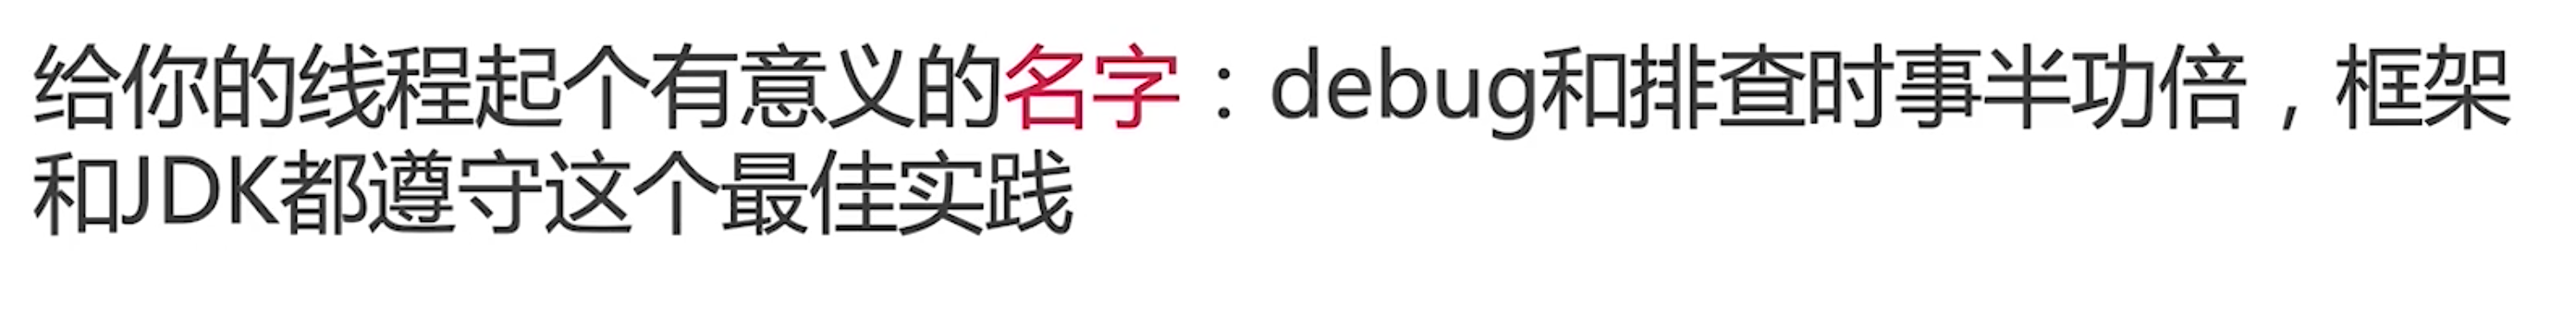 给你的线程起个有意义的名字：debug和排查时事半功倍，框架
和JDK都遵守这个最佳实践